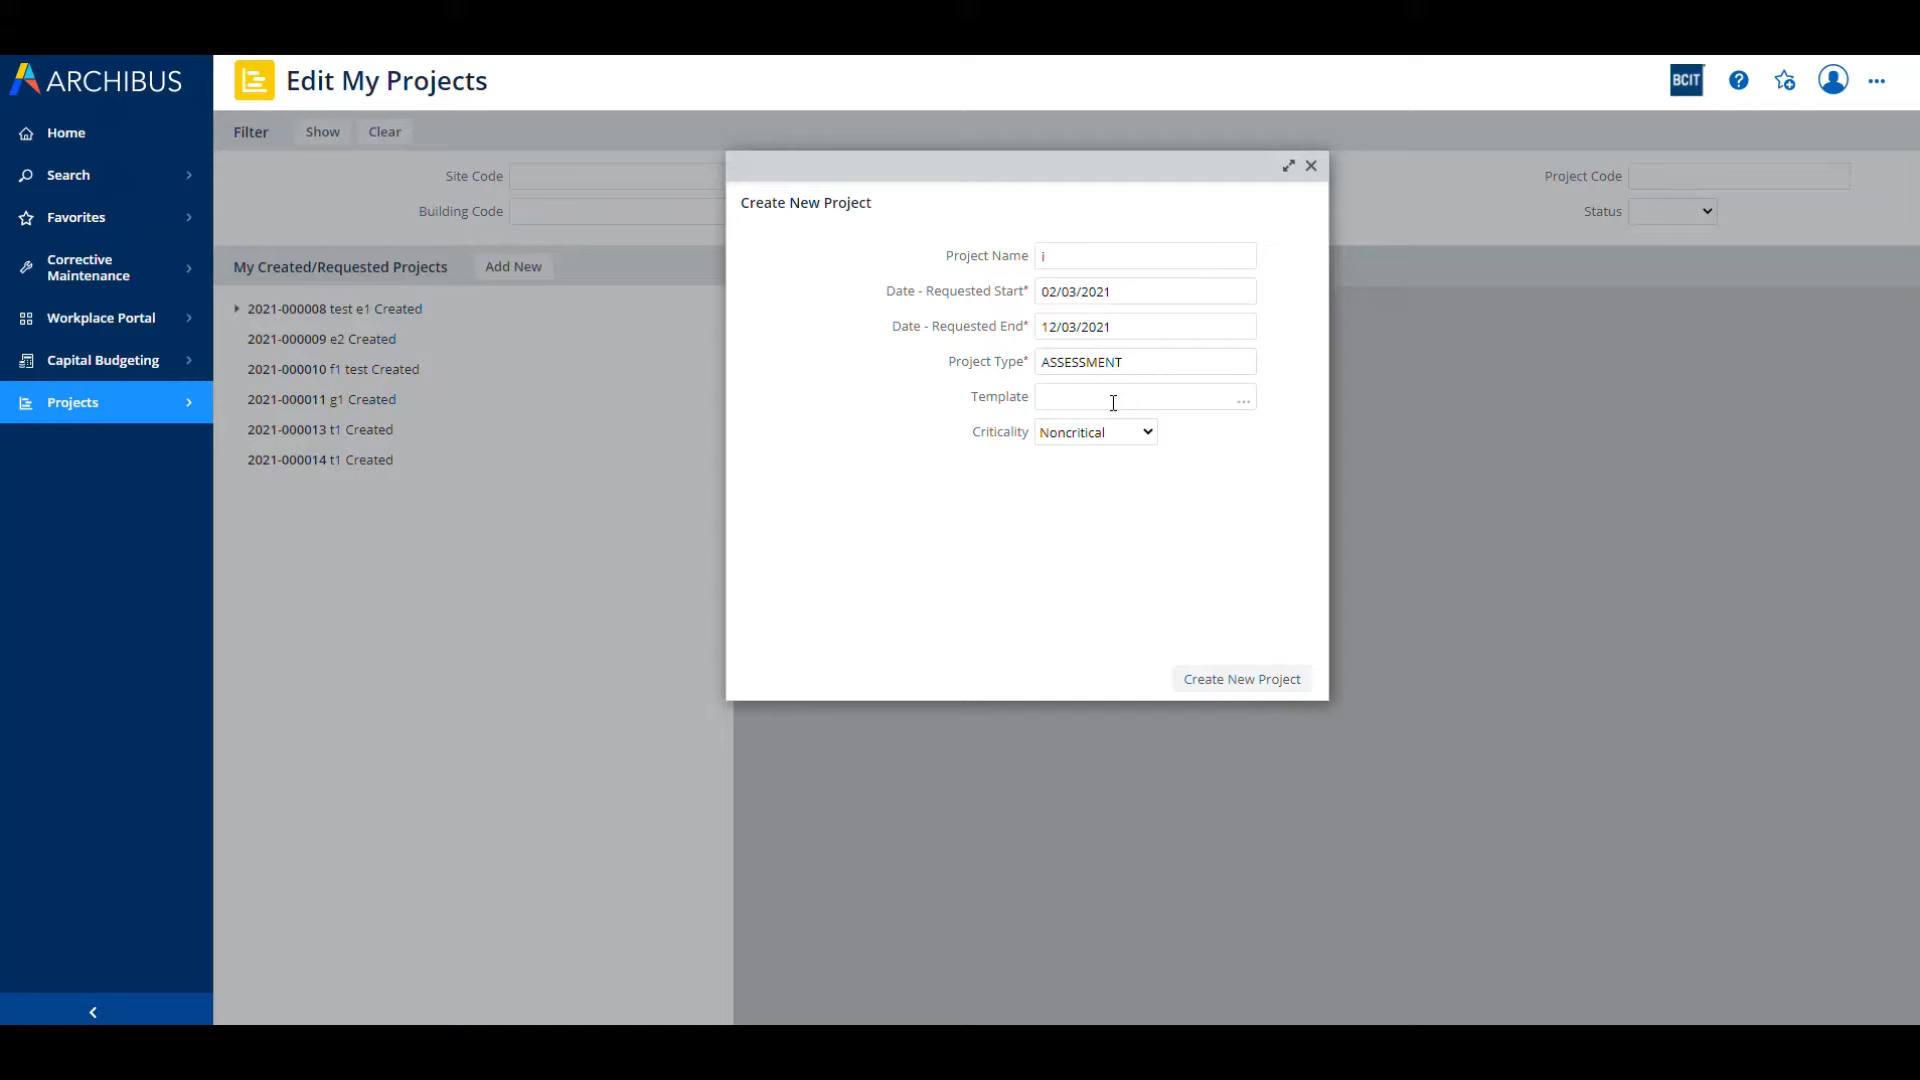 ARCHIBUS
Edit My Projects
BCIT
Home
Search
Favorites
Corrective
Maintenance
Workplace Portal
Capital Budgeting
Projects
Filter Show Clear
Site Code
Building Code
Project Code
Status
My Created/Requested Projects Add New
2021-000008 test e1 Created
2021-000009 e2 Created
2021-000010 f1 test Created
2021-000011 g1 Created
2021-000013 t1 Created
2021-000014 t1 Created
Create New Project
Project Name i
Date - Requested Start* 02/03/2021
Date - Requested End* 12/03/2021
Project Type* ASSESSMENT
Template ...
Criticality Noncritical
Create New Project